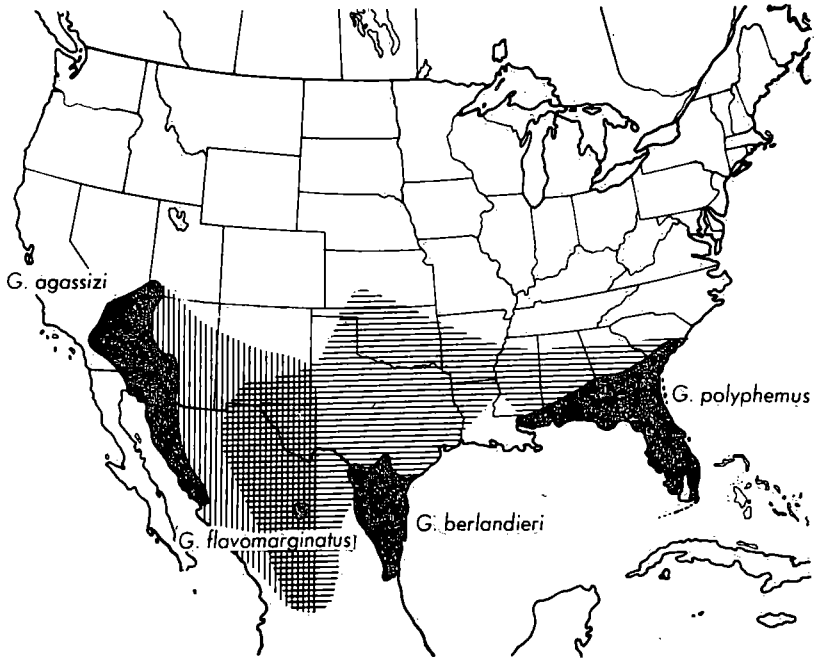 G. agassizi
G. polyphemus
G. berlandieri
G. flavomarginatus